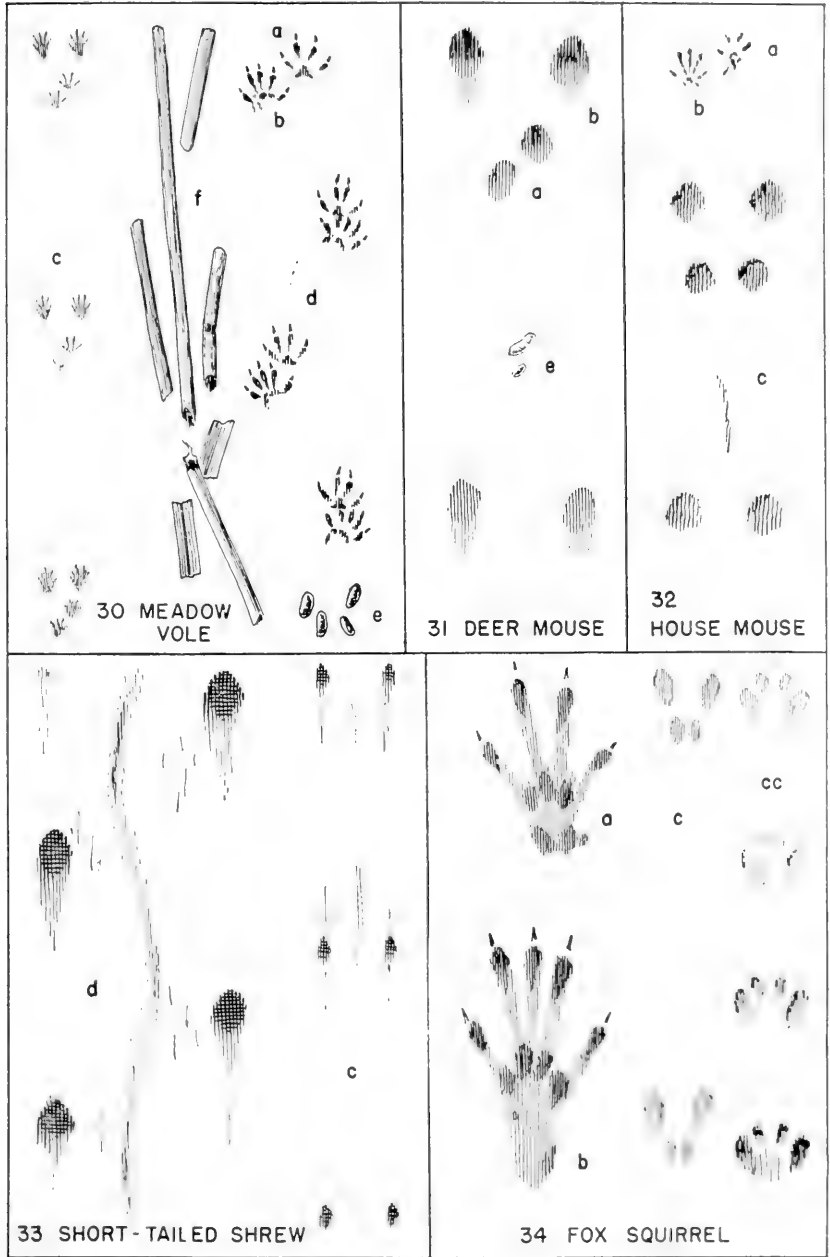 a
b
f
c
d
e
30 MEADOW
VOLE
b
a
e
31 DEER MOUSE
a
b
c
32
HOUSE MOUSE
d
c
33 SHORT-TAILED SHREW
a
c
cc
b
34 FOX SQUIRREL